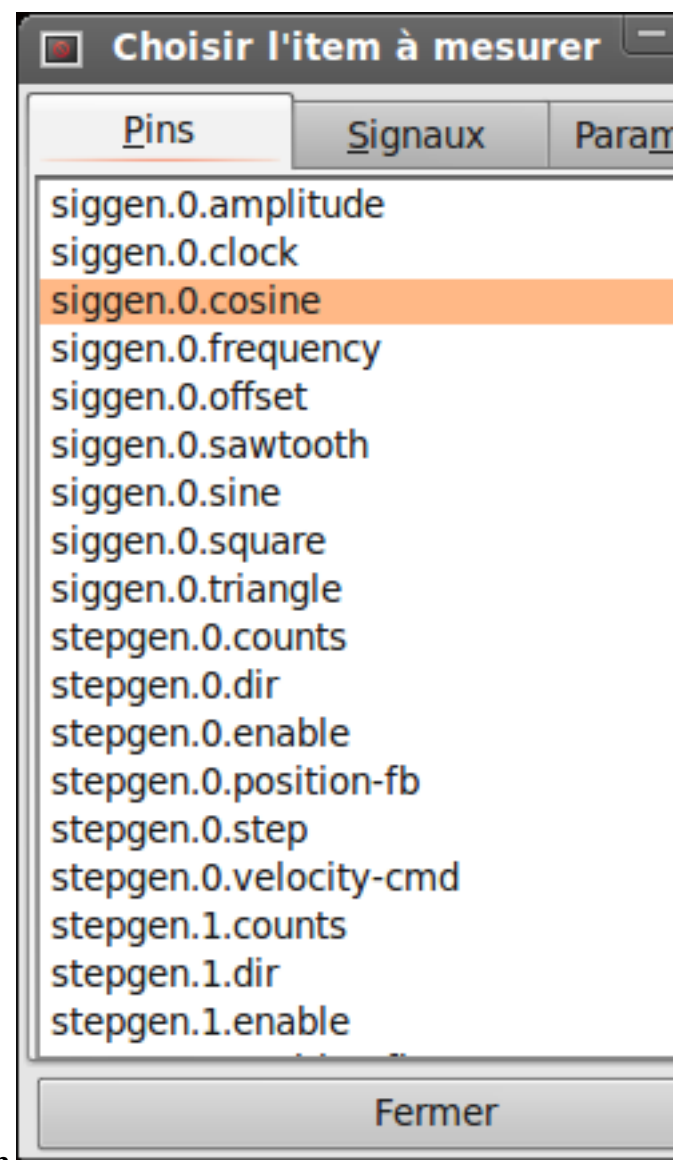 Choisir l'item à mesurer
Pins Signaux Param
siggen.0.amplitude
siggen.0.clock
siggen.0.cosine
siggen.0.frequency
siggen.0.offset
siggen.0.sawtooth
siggen.0.sine
siggen.0.square
siggen.0.triangle
stepgen.0.counts
stepgen.0.dir
stepgen.0.enable
stepgen.0.position-fb
stepgen.0.step
stepgen.0.velocity-cmd
stepgen.1.counts
stepgen.1.dir
stepgen.1.enable
Fermer